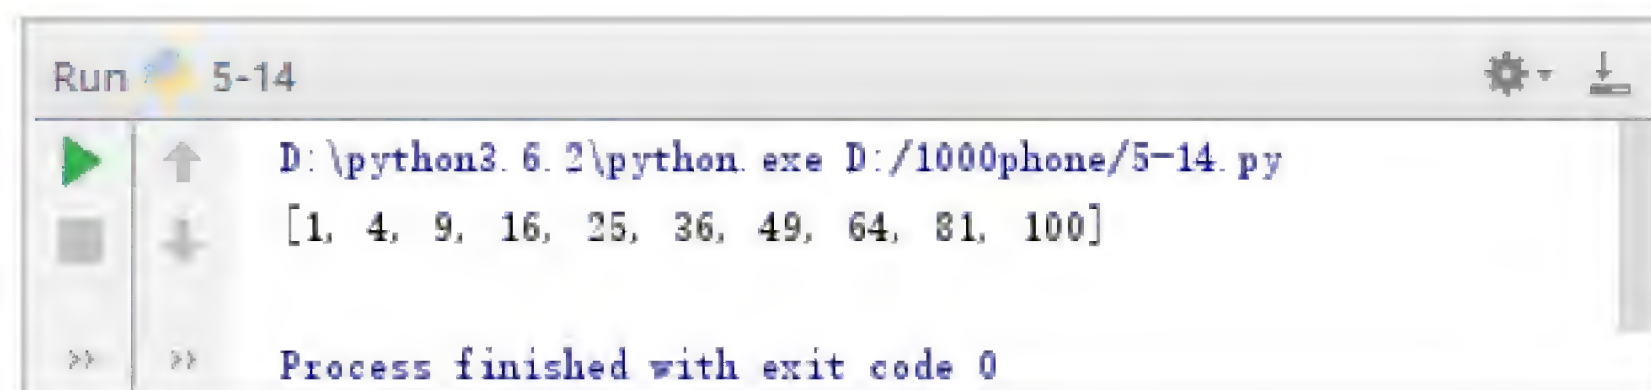 Run 5-14
D:\python3.6.2\python.exe D:/1000phone/5-14.py
[1, 4, 9, 16, 25, 36, 49, 64, 81, 100]
Process finished with exit code 0